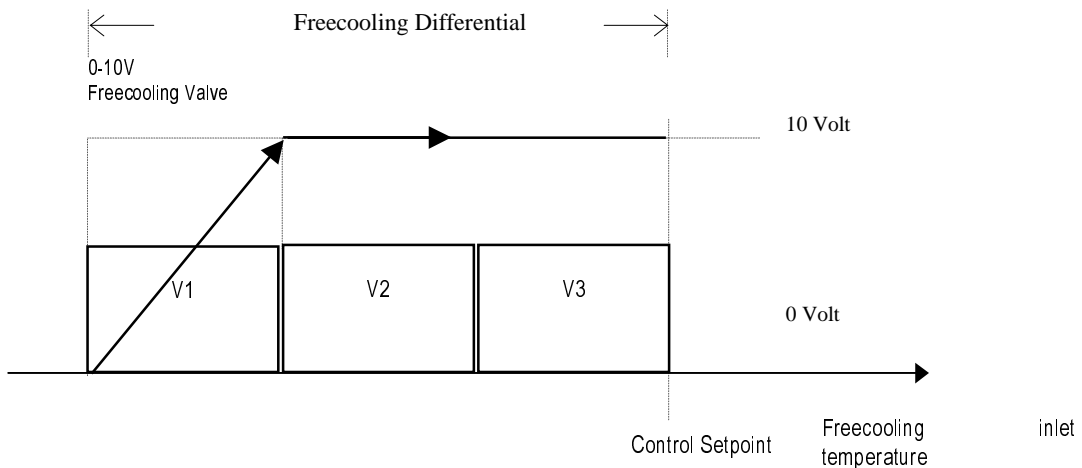 Freecooling Differential
0-10V
Freecooling Valve
10 Volt
V1
V2
V3
0 Volt
Control Setpoint
Freecooling inlet
temperature